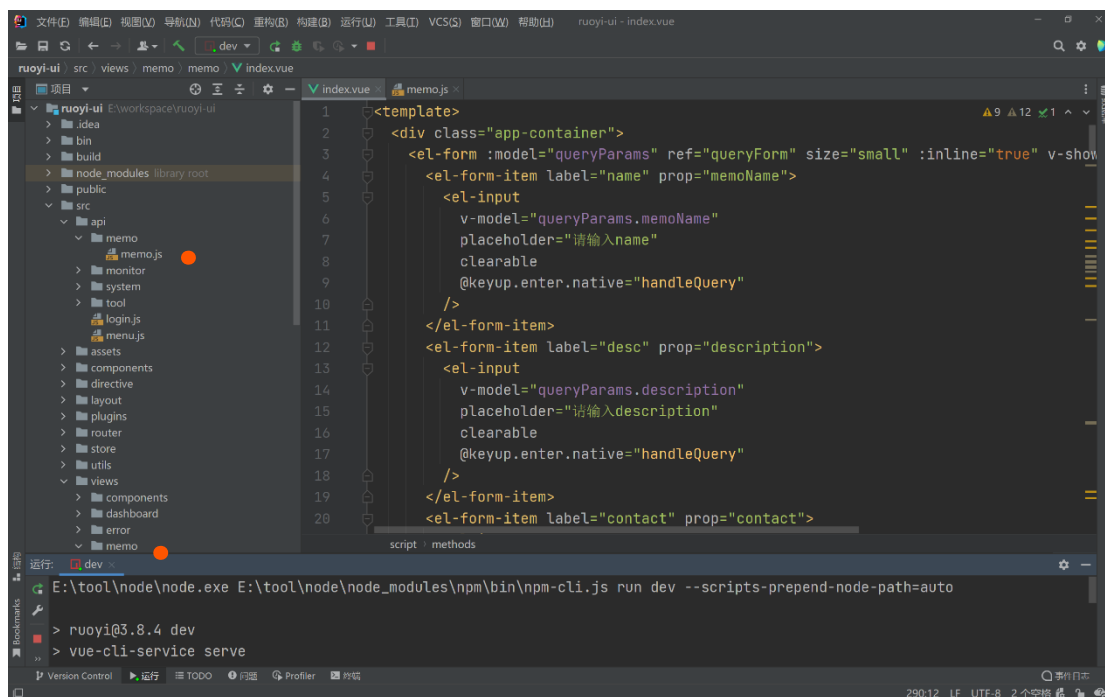 文件(F) 编辑(E) 视图(V) 导航(N) 代码(C) 重构(R) 构建(B) 运行(U) 工具(T) VCS(S) 窗口(W) 帮助(H) ruoyi-ui - index.vue
dev
ruoyi-ui src views memo memo index.vue
项目
index.vue
memo.js
项目
ruoyi-ui E:\workspace\ruoyi-ui
.idea
bin
build
node_modules library root
public
src
api
memo
memo.js
monitor
system
tool
login.js
menu.js
assets
components
directive
layout
plugins
router
store
utils
views
components
dashboard
error
memo
9 12 1
1 <template>
2 <div class="app-container">
3 <el-form :model="queryParams" ref="queryForm" size="small" :inline="true" v-show
4 <el-form-item label="name" prop="memoName">
5 <el-input
6 v-model="queryParams.memoName"
7 placeholder="请输入name"
8 clearable
9 @keyup.enter.native="handleQuery"
10 />
11 </el-form-item>
12 <el-form-item label="desc" prop="description">
13 <el-input
14 v-model="queryParams.description"
15 placeholder="请输入description"
16 clearable
17 @keyup.enter.native="handleQuery"
18 />
19 </el-form-item>
20 <el-form-item label="contact" prop="contact">
script methods
结构
Bookmarks
运行: dev
E:\tool\node\node.exe E:\tool\node\node_modules\npm\bin\npm-cli.js run dev --scripts-prepend-node-path=auto
> ruoyi@3.8.4 dev
> vue-cli-service serve
Version Control 运行 TODO 问题 Profiler 终端 事件日志
290:12 LF UTF-8 2 个空格